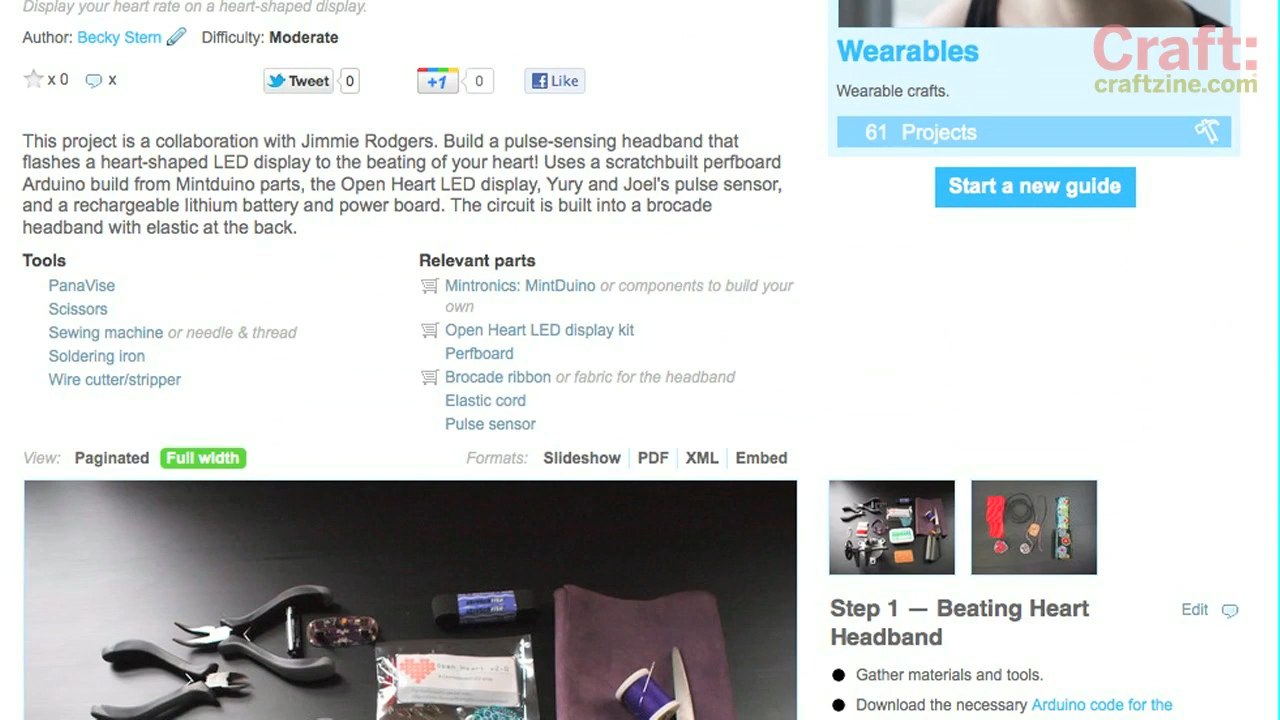 Display your heart rate on a heart-shaped display.
Author: Becky Stern Difficulty: Moderate
x 0 x
Tweet 0
+1 0
Like
This project is a collaboration with Jimmie Rodgers. Build a pulse-sensing headband that
flashes a heart-shaped LED display to the beating of your heart! Uses a scratchbuilt perfboard
Arduino build from Mintduino parts, the Open Heart LED display, Yury and Joel's pulse sensor,
and a rechargeable lithium battery and power board. The circuit is built into a brocade
headband with elastic at the back.
Tools
PanaVise
Scissors
Sewing machine or needle & thread
Soldering iron
Wire cutter/stripper
Relevant parts
Mintronics: MintDuino or components to build your
own
Open Heart LED display kit
Perfboard
Brocade ribbon or fabric for the headband
Elastic cord
Pulse sensor
View: Paginated Full width
Formats: Slideshow PDF XML Embed
Open Heart v2.0
Craft:
craftzine.com
Wearables
Wearable crafts.
61 Projects
Start a new guide
Step 1 — Beating Heart
Headband
Edit
Gather materials and tools.
Download the necessary Arduino code for the